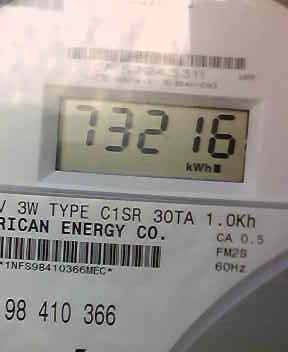 73216
kWh
V 3W TYPE C1SR 30TA 1.0Kh
RICAN ENERGY CO.
CA 0.5
FM2S
60Hz
*1NFS98410366MEC*
98 410 366